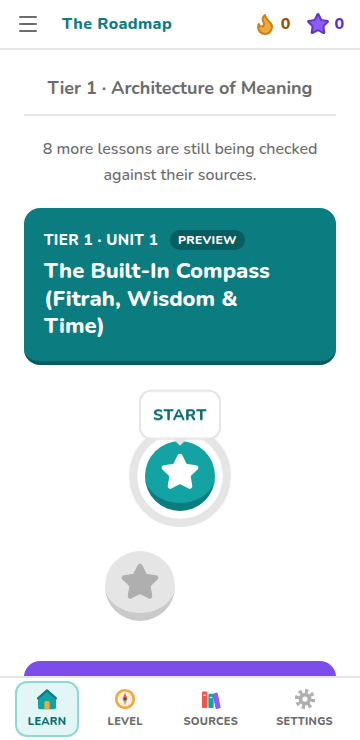 The Roadmap
0
0
Tier 1 · Architecture of Meaning
8 more lessons are still being checked
against their sources.
TIER 1 · UNIT 1 PREVIEW
The Built-In Compass
(Fitrah, Wisdom &
Time)
START
LEARN
LEVEL
SOURCES
SETTINGS